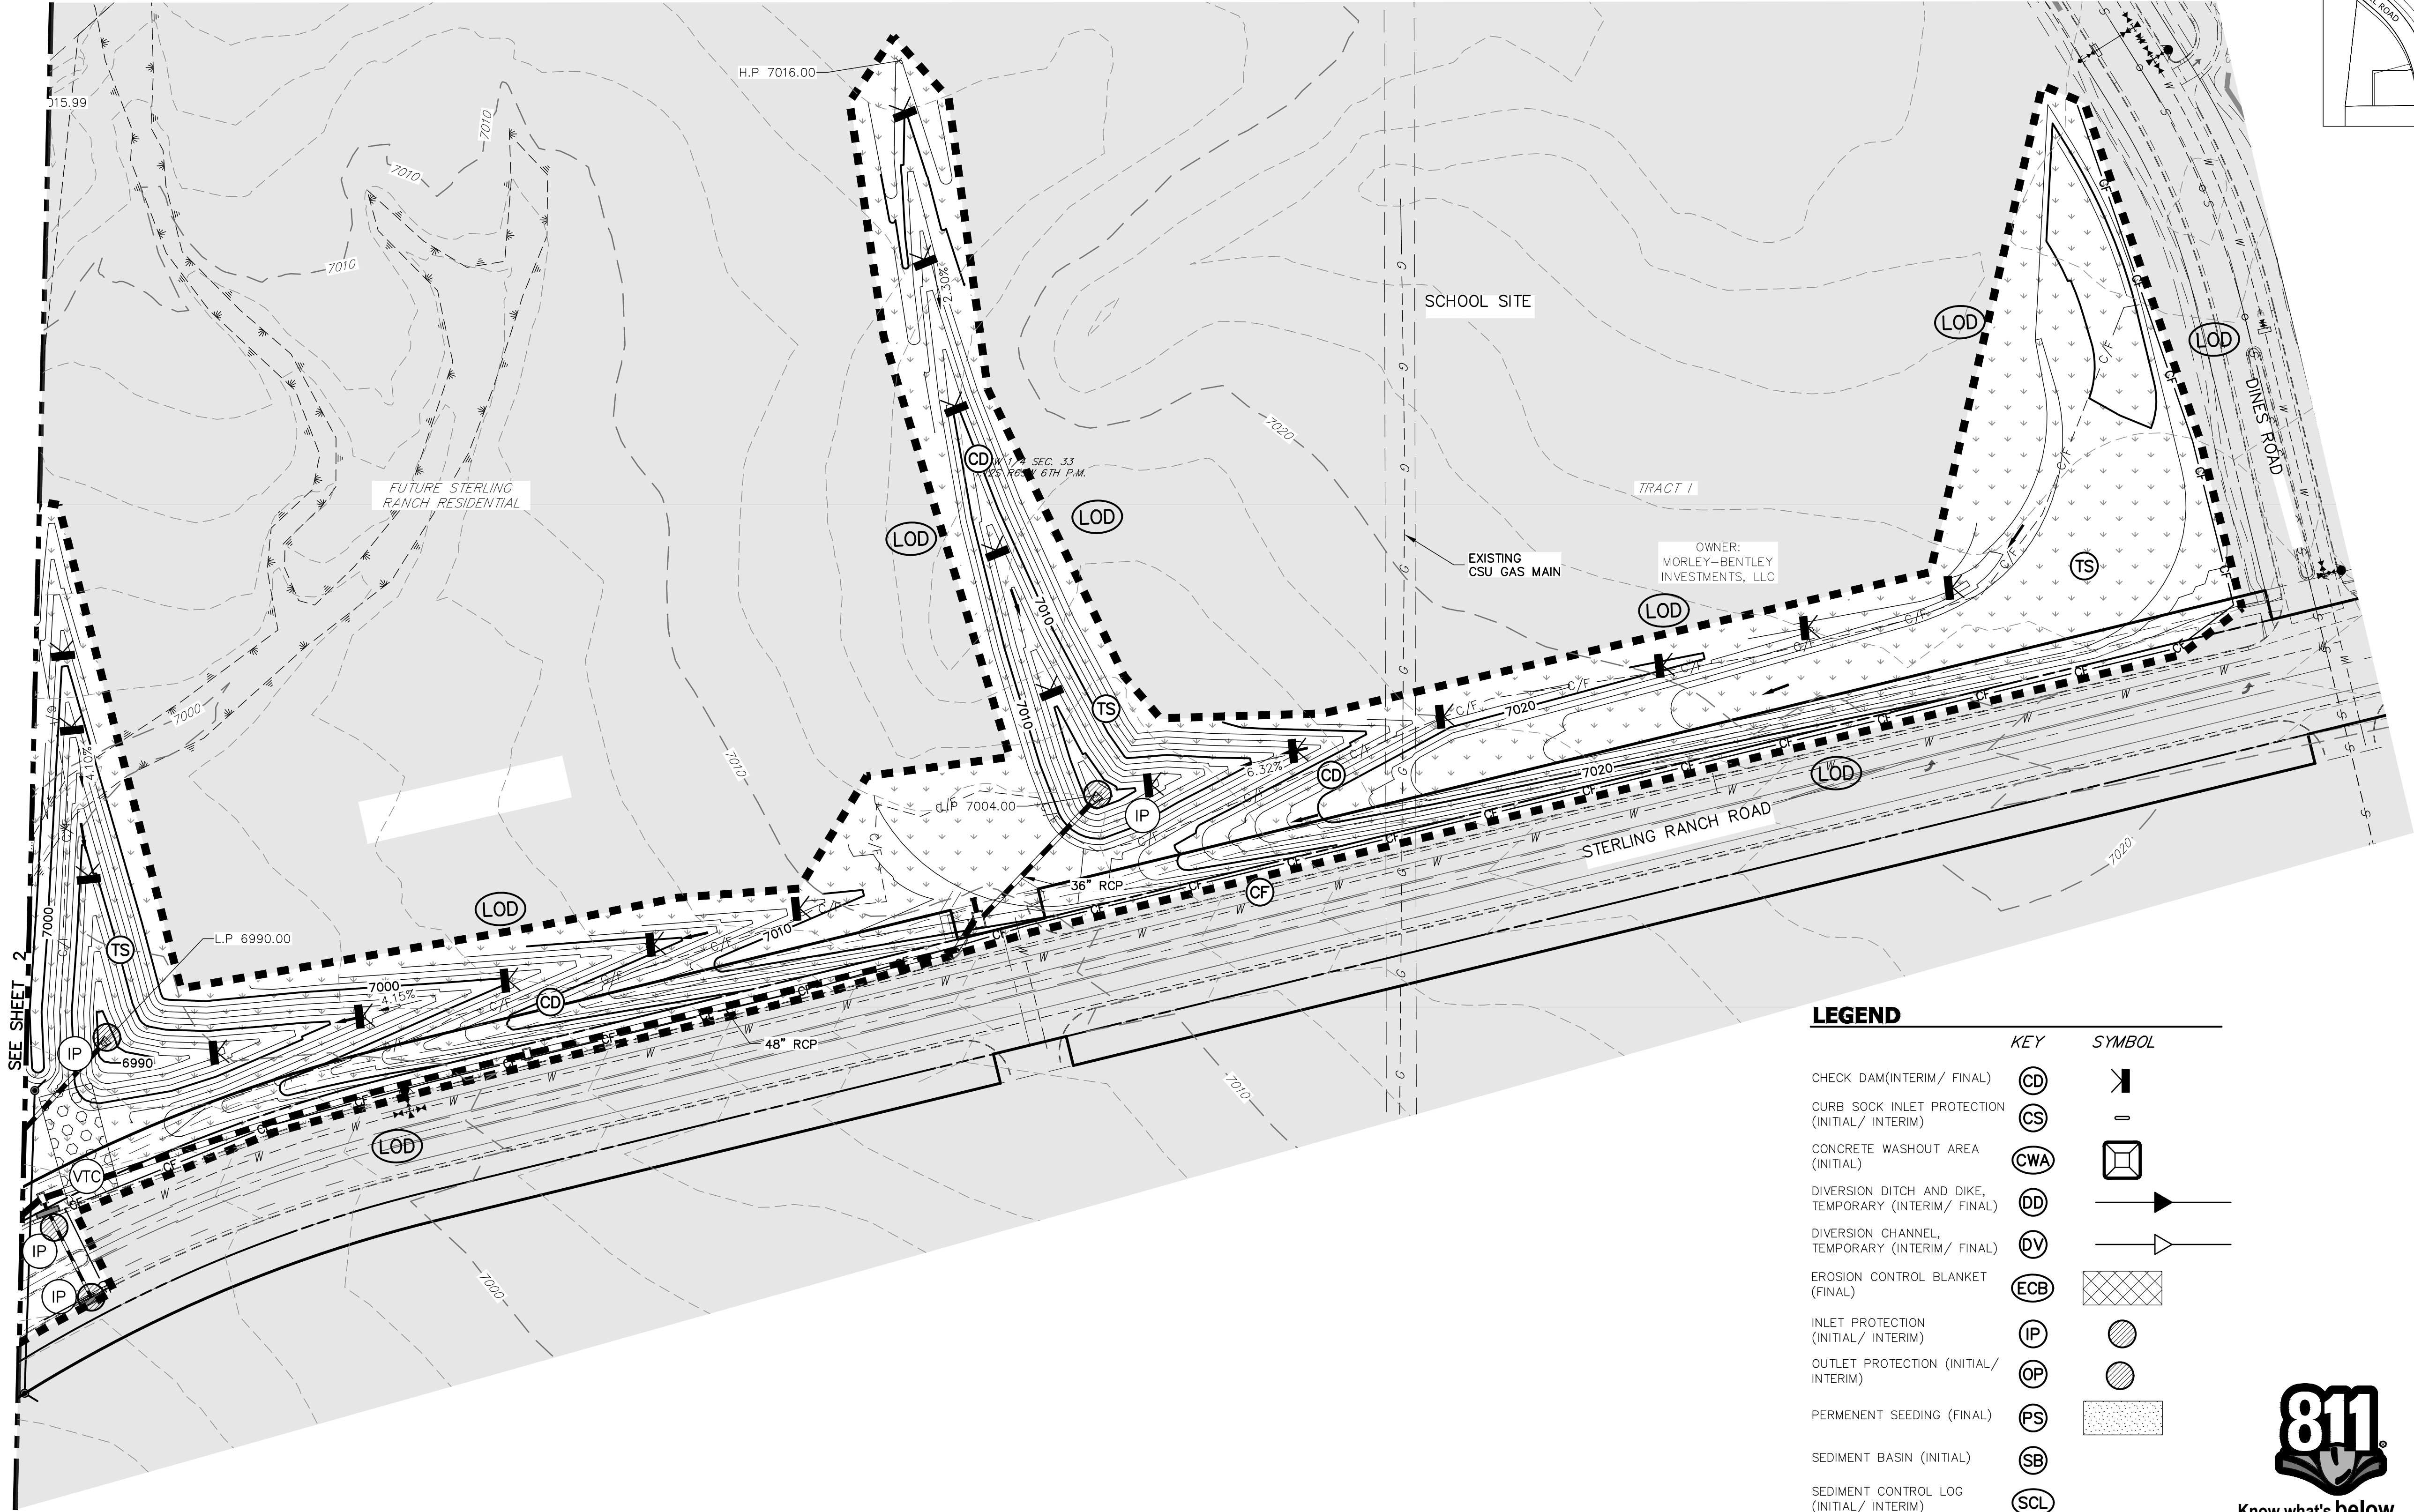 L ROAD
H.P 7016.00
015.99
7010
7010
7010
2.30%
SCHOOL SITE
LOD
LOD
DINES ROAD
7020
CD
FUTURE STERLING
RANCH RESIDENTIAL
TRACT I
LOD
LOD
EXISTING
CSU GAS MAIN
OWNER:
MORLEY-BENTLEY
INVESTMENTS, LLC
TS
LOD
7010
7000
7010
TS
7020
7010
4.10%
6.32%
CD
7020
LOD
L.P 7004.00
IP
STERLING RANCH ROAD
7020
36" RCP
CF
LOD
7010
7000
TS
L.P 6990.00
SEE SHEET 2
7000
4.15%
CD
48" RCP
IP
6990
7010
LOD
VTC
IP
IP
7000
C/F
CF
W
S
G
LEGEND
KEY SYMBOL
CHECK DAM(INTERIM/ FINAL) CD
CURB SOCK INLET PROTECTION
(INITIAL/ INTERIM) CS
CONCRETE WASHOUT AREA
(INITIAL) CWA
DIVERSION DITCH AND DIKE,
TEMPORARY (INTERIM/ FINAL) DD
DIVERSION CHANNEL,
TEMPORARY (INTERIM/ FINAL) DV
EROSION CONTROL BLANKET
(FINAL) ECB
INLET PROTECTION
(INITIAL/ INTERIM) IP
OUTLET PROTECTION (INITIAL/
INTERIM) OP
PERMENENT SEEDING (FINAL) PS
SEDIMENT BASIN (INITIAL) SB
SEDIMENT CONTROL LOG
(INITIAL/ INTERIM) SCL
811
Know what's below